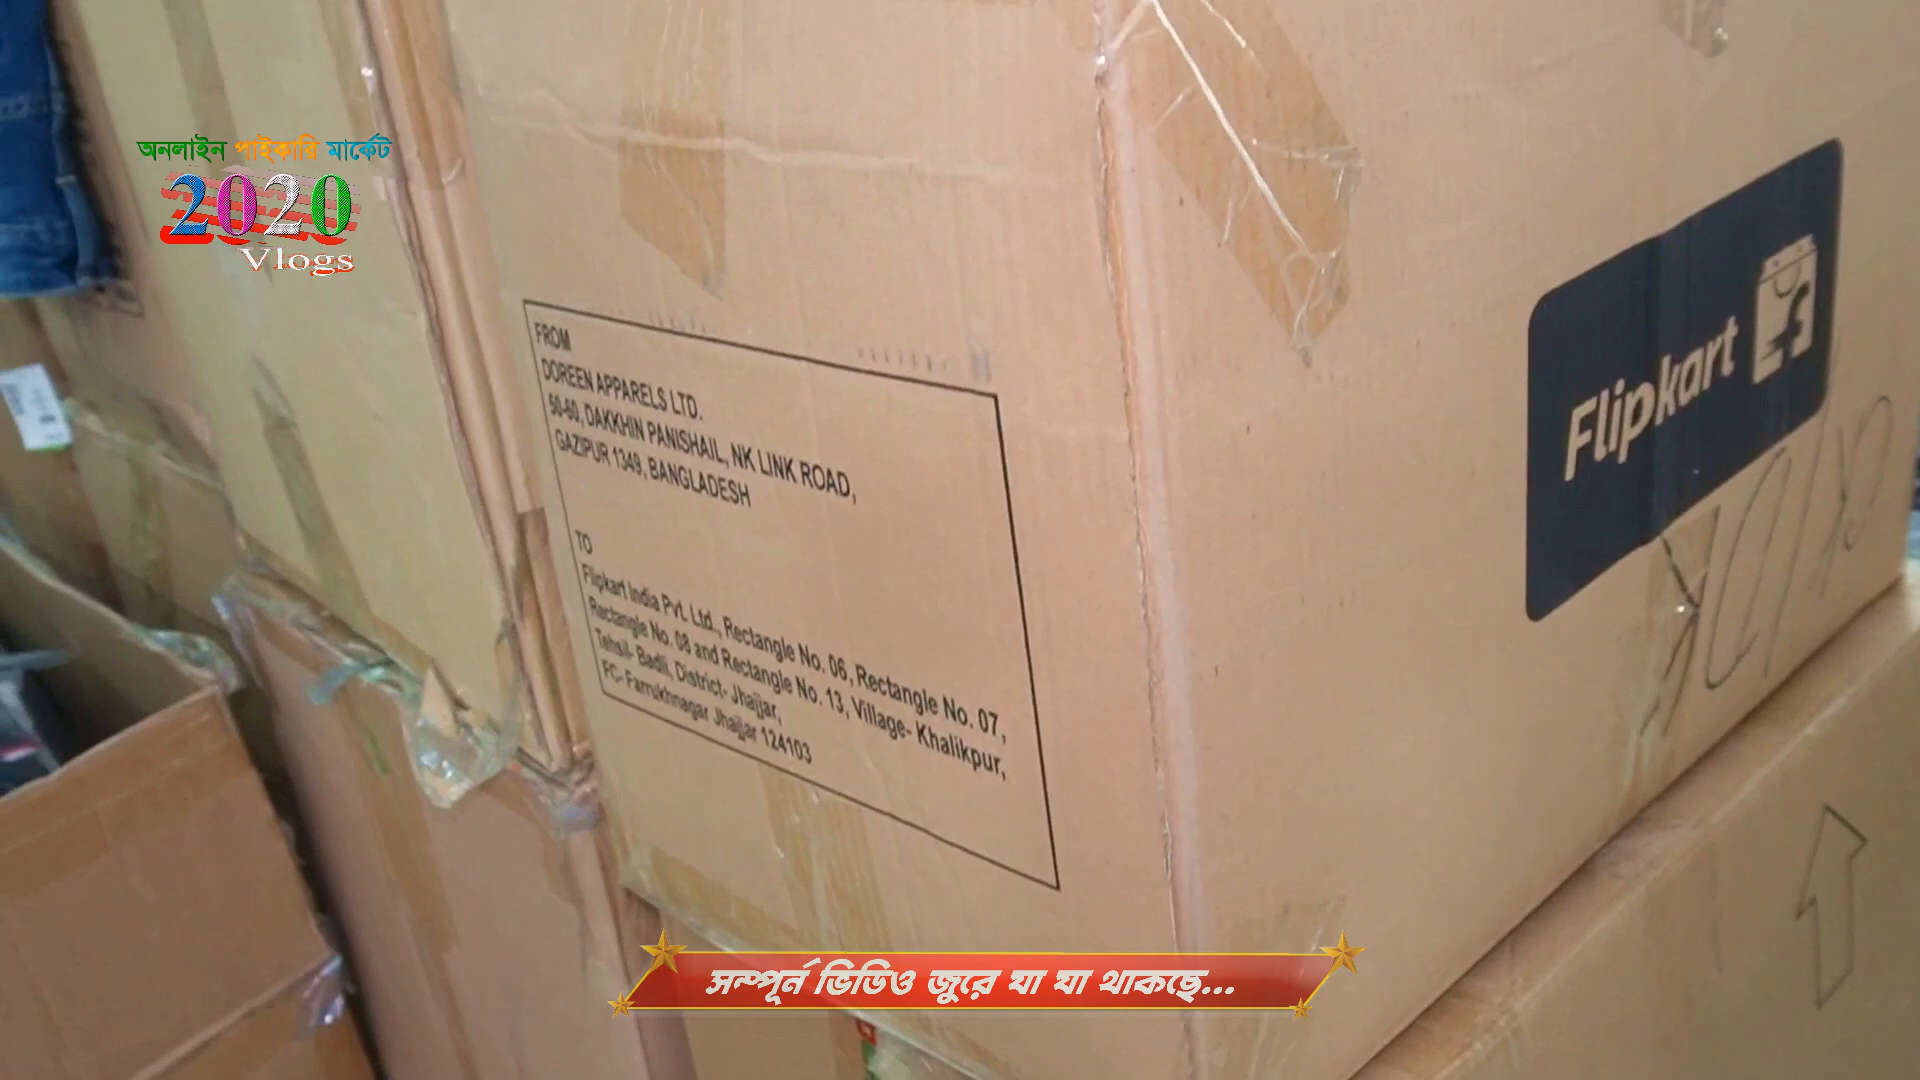 অনলাইন পাইকারি মার্কেট
2020
Vlogs
FROM
DOREEN APPARELS LTD.
50-60, DAKKHIN PANISHAIL, NK LINK ROAD,
GAZIPUR 1349, BANGLADESH
TO
Flipkart India Pvt. Ltd., Rectangle No. 06, Rectangle No. 07,
Rectangle No. 08 and Rectangle No. 13, Village- Khalikpur,
Tehsil- Badli, District- Jhajjar,
FC- Farrukhnagar Jhajjar 124103
Flipkart
সম্পূর্ন ভিডিও জুরে যা যা থাকছে...